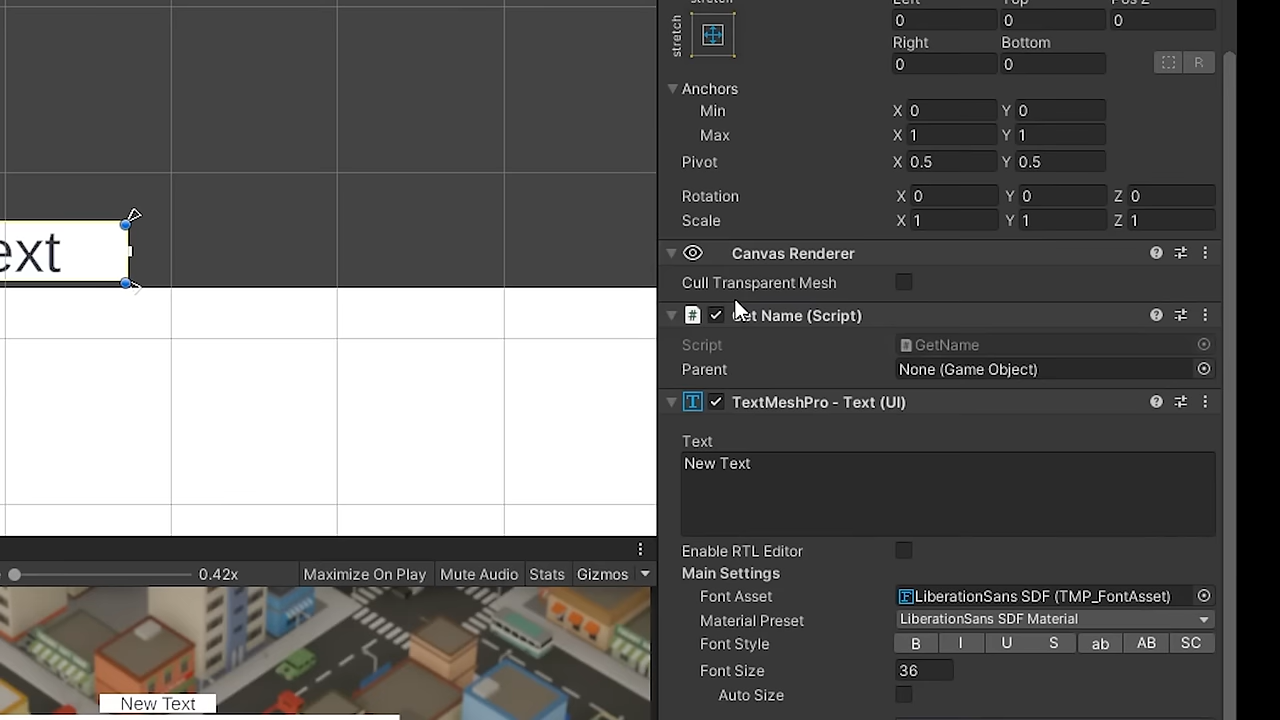 stretch
Left Top Pos Z
stretch
0 0 0
Right Bottom
0 0
R
Anchors
Min X 0 Y 0
Max X 1 Y 1
Pivot X 0.5 Y 0.5
Rotation X 0 Y 0 Z 0
Scale X 1 Y 1 Z 1
ext
Canvas Renderer
Cull Transparent Mesh
# Get Name (Script)
Script GetName
Parent None (Game Object)
T TextMeshPro - Text (UI)
Text
New Text
Enable RTL Editor
Main Settings
0.42x Maximize On Play Mute Audio Stats Gizmos
Font Asset F LiberationSans SDF (TMP_FontAsset)
Material Preset LiberationSans SDF Material
Font Style B I U S ab AB SC
Font Size 36
Auto Size
New Text